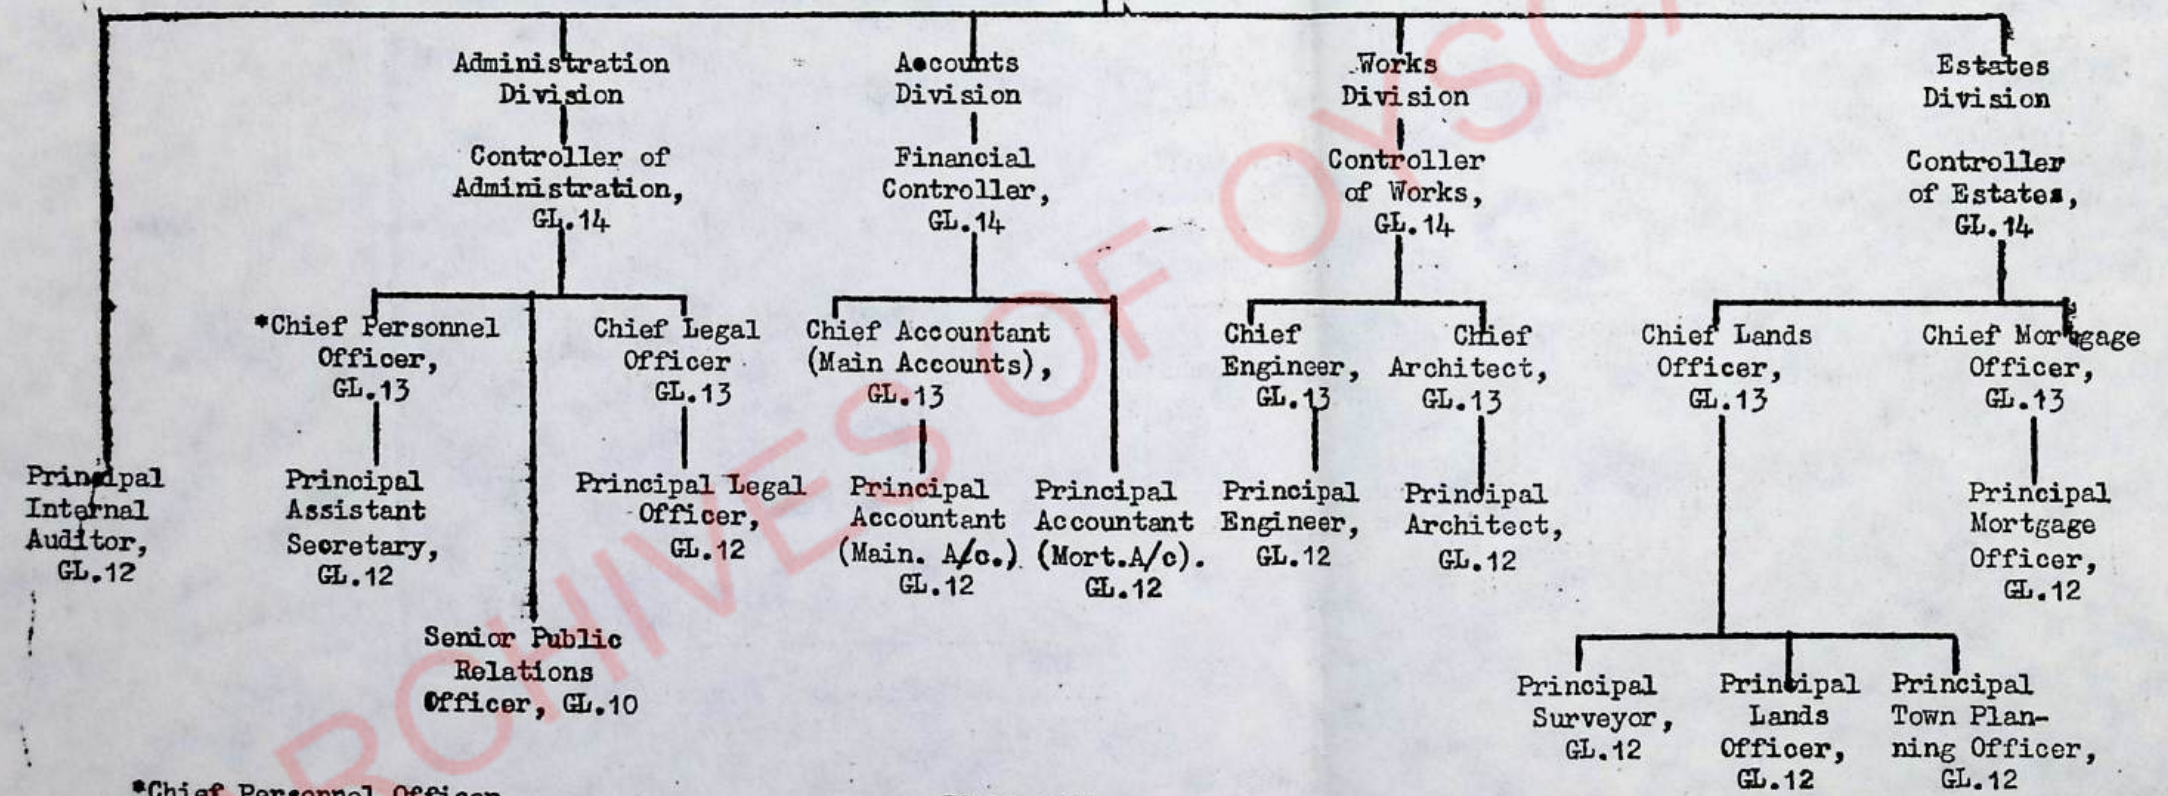 Administration
Division
Accounts
Division
Works
Division
Estates
Division
Controller of
Administration,
GL.14
Financial
Controller,
GL.14
Controller
of Works,
GL.14
Controller
of Estates,
GL.14
*Chief Personnel
Officer,
GL.13
Chief Legal
Officer
GL.13
Chief Accountant
(Main Accounts),
GL.13
Chief
Engineer,
GL.13
Chief
Architect,
GL.13
Chief Lands
Officer,
GL.13
Chief Mortgage
Officer,
GL.13
Principal
Internal
Auditor,
GL.12
Principal
Assistant
Secretary,
GL.12
Principal Legal
Officer,
GL.12
Principal
Accountant
(Main. A/c.)
GL.12
Principal
Accountant
(Mort.A/c).
GL.12
Principal
Engineer,
GL.12
Principal
Architect,
GL.12
Principal
Mortgage
Officer,
GL.12
Senior Public
Relations
Officer, GL.10
Principal
Surveyor,
GL.12
Principal
Lands
Officer,
GL.12
Principal
Town Plan-
ning Officer,
GL.12
*Chief Personnel Officer
RCHIVES OF OYSC